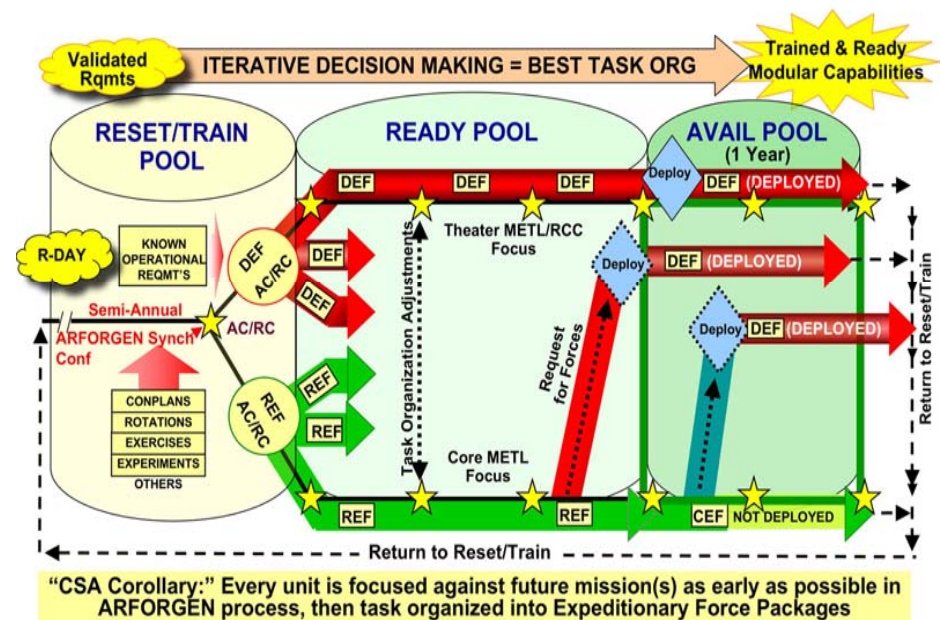 Validated
Rqmts
ITERATIVE DECISION MAKING = BEST TASK ORG
Trained & Ready
Modular Capabilities
RESET/TRAIN
POOL
READY POOL
AVAIL POOL
(1 Year)
DEF
DEF
DEF
Deploy
DEF
(DEPLOYED)
R-DAY
KNOWN
OPERATIONAL
REQMT'S
DEF
AC/RC
DEF
DEF
Theater METL/RCC
Focus
Deploy
DEF
(DEPLOYED)
Semi-Annual
AC/RC
ARFORGEN Synch
Conf
Deploy
DEF
(DEPLOYED)
Task Organization Adjustments
Request
for Forces
Return to Reset/Train
CONPLANS
ROTATIONS
EXERCISES
EXPERIMENTS
OTHERS
REF
AC/RC
REF
REF
Core METL
Focus
REF
REF
CEF
NOT DEPLOYED
Return to Reset/Train
“CSA Corollary:” Every unit is focused against future mission(s) as early as possible in
ARFORGEN process, then task organized into Expeditionary Force Packages